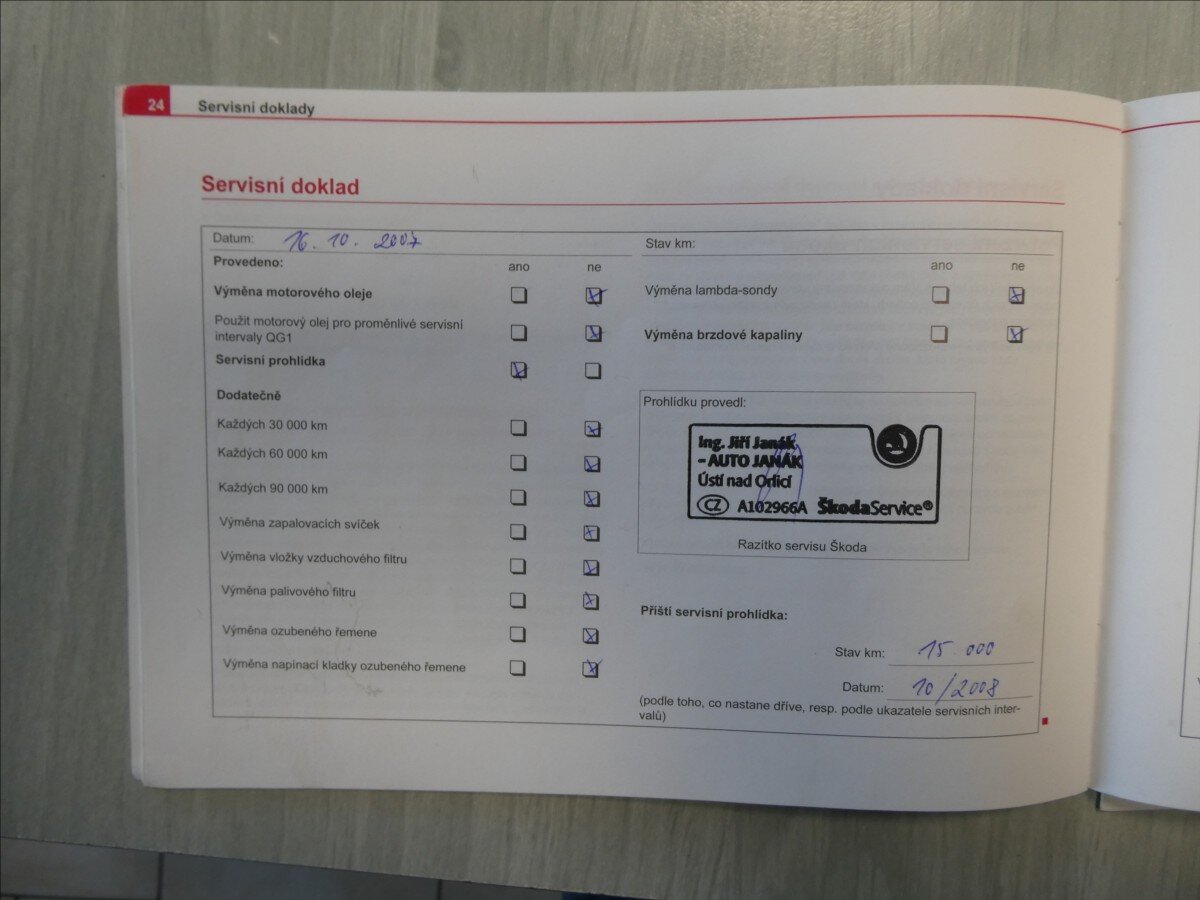 24 Servisní doklady
Servisní doklad
Datum: 16. 10. 2007
Provedeno: ano ne
Výměna motorového oleje
Použit motorový olej pro proměnlivé servisní
intervaly QG1
Servisní prohlídka
Dodatečně
Každých 30 000 km
Každých 60 000 km
Každých 90 000 km
Výměna zapalovacích svíček
Výměna vložky vzduchového filtru
Výměna palivového filtru
Výměna ozubeného řemene
Výměna napínací kladky ozubeného řemene
Stav km:
ano ne
Výměna lambda-sondy
Výměna brzdové kapaliny
Prohlídku provedl:
Ing. Jiří Janák
- AUTO JANÁK
Ústí nad Orlicí
CZ A102966A ŠkodaService®
Razítko servisu Škoda
Příští servisní prohlídka:
Stav km: 15 000
Datum: 10/2008
(podle toho, co nastane dříve, resp. podle ukazatele servisních inter-
valů)